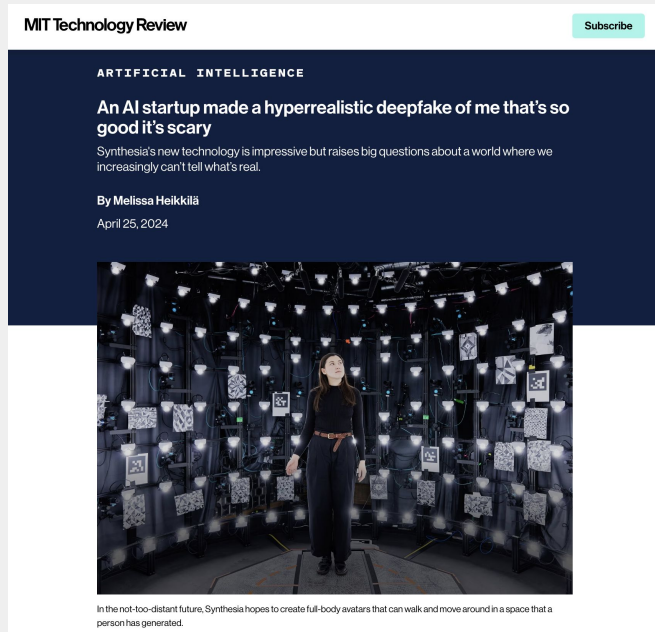 MIT Technology Review
Subscribe
ARTIFICIAL INTELLIGENCE
An AI startup made a hyperrealistic deepfake of me that's so
good it's scary
Synthesia's new technology is impressive but raises big questions about a world where we
increasingly can't tell what's real.
By Melissa Heikkilä
April 25, 2024
In the not-too-distant future, Synthesia hopes to create full-body avatars that can walk and move around in a space that a
person has generated.